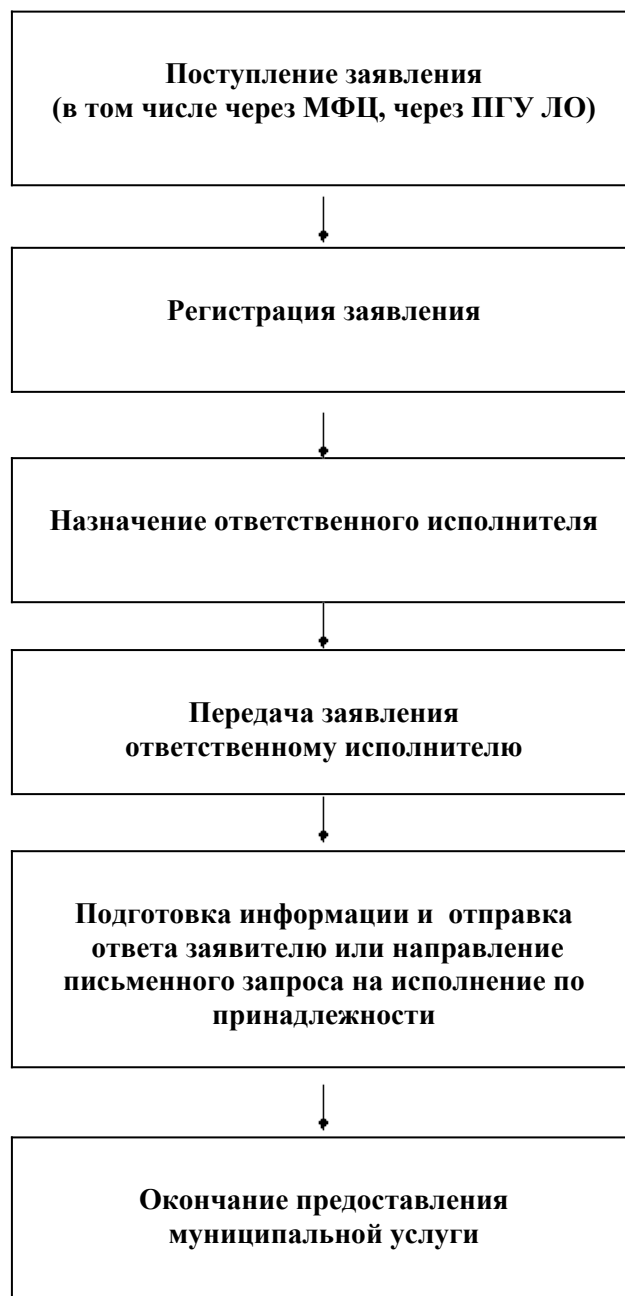 Поступление заявления
(в том числе через МФЦ, через ПГУ ЛО)
Регистрация заявления
Назначение ответственного исполнителя
Передача заявления
ответственному исполнителю
Подготовка информации и отправка
ответа заявителю или направление
письменного запроса на исполнение по
принадлежности
Окончание предоставления
муниципальной услуги